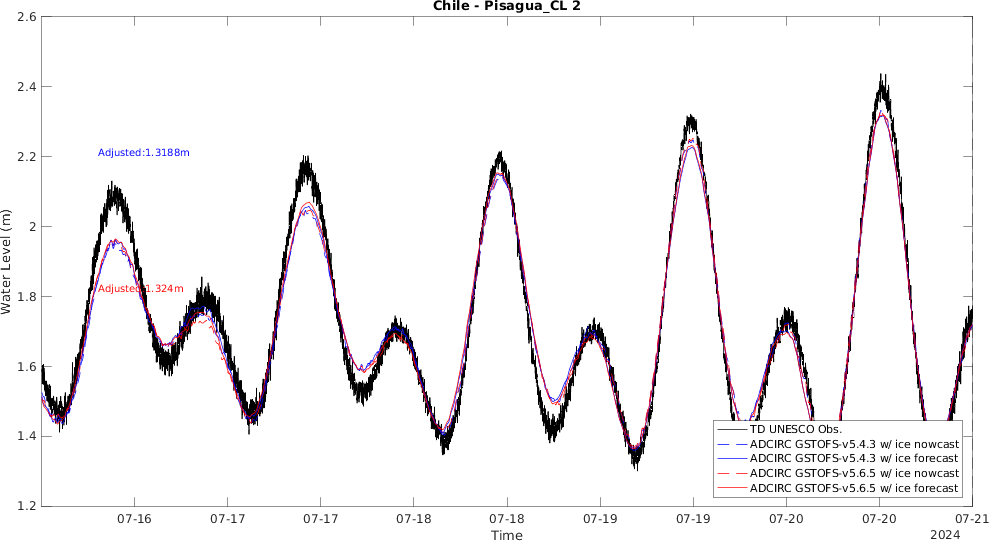 Chile - Pisagua_CL 2
2.6
2.4
2.2
2
1.8
1.6
1.4
1.2
Water Level (m)
Adjusted:1.3188m
Adjusted:1.324m
TD UNESCO Obs.
ADCIRC GSTOFS-v5.4.3 w/ ice nowcast
ADCIRC GSTOFS-v5.4.3 w/ ice forecast
ADCIRC GSTOFS-v5.6.5 w/ ice nowcast
ADCIRC GSTOFS-v5.6.5 w/ ice forecast
07-16 07-17 07-17 07-18 07-18 07-19 07-19 07-20 07-20 07-21
Time
2024